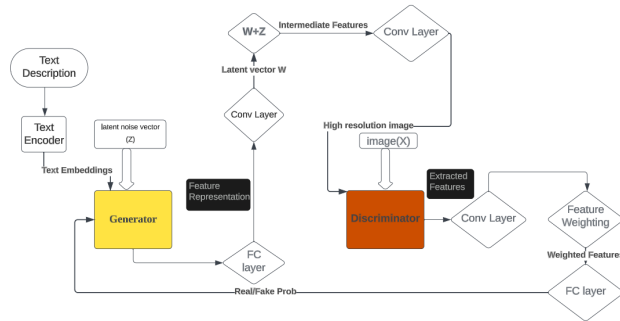 Text
Description
Text
Encoder
Text Embeddings
latent noise vector
(Z)
Generator
Feature
Representation
FC
layer
Conv Layer
Latent vector W
W+Z
Intermediate Features
Conv Layer
High resolution image
image(X)
Discriminator
Extracted
Features
Conv Layer
Feature
Weighting
Weighted Features
FC layer
Real/Fake Prob